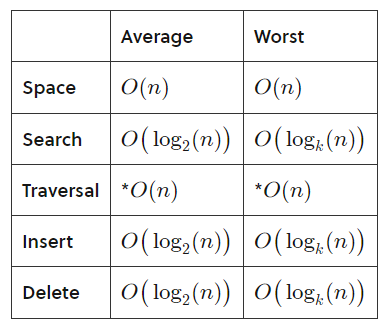 Average Worst
Space O(n) O(n)
Search O(log₂(n)) O(logₖ(n))
Traversal *O(n) *O(n)
Insert O(log₂(n)) O(logₖ(n))
Delete O(log₂(n)) O(logₖ(n))